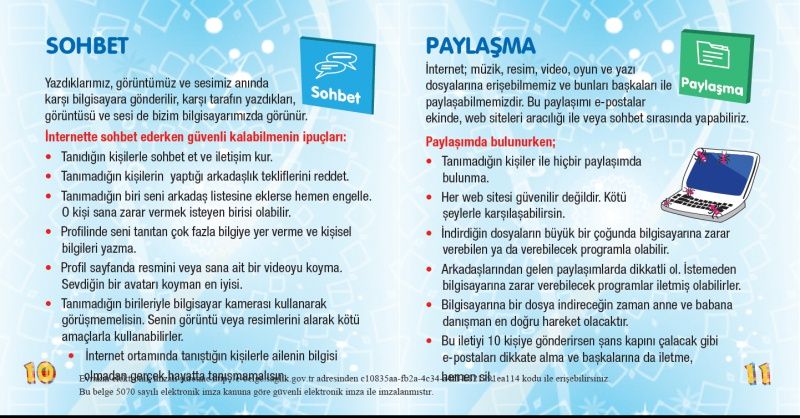 SOHBET
Sohbet
Yazdıklarımız, görüntümüz ve sesimiz anında
karşı bilgisayara gönderilir, karşı tarafın yazdıkları,
görüntüsü ve sesi de bizim bilgisayarımızda görünür.
İnternette sohbet ederken güvenli kalabilmenin ipuçları:
• Tanıdığın kişilerle sohbet et ve iletişim kur.
• Tanımadığın kişilerin yaptığı arkadaşlık tekliflerini reddet.
• Tanımadığın biri seni arkadaş listesine eklerse hemen engelle.
O kişi sana zarar vermek isteyen birisi olabilir.
• Profilinde seni tanıtan çok fazla bilgiye yer verme ve kişisel
bilgileri yazma.
• Profil sayfanda resmini veya sana ait bir videoyu koyma.
Sevdiğin bir avatarı koyman en iyisi.
• Tanımadığın birileriyle bilgisayar kamerası kullanarak
görüşmemelisin. Senin görüntü veya resimlerini alarak kötü
amaçlarla kullanabilirler.
• İnternet ortamında tanıştığın kişilerle ailenin bilgisi
olmadan gerçek hayatta tanışmamalısın.
10
PAYLAŞMA
Paylaşma
İnternet; müzik, resim, video, oyun ve yazı
dosyalarına erişebilmemiz ve bunları başkaları ile
paylaşabilmemizdir. Bu paylaşımı e-postalar
ekinde, web siteleri aracılığı ile veya sohbet sırasında yapabiliriz.
Paylaşımda bulunurken;
• Tanımadığın kişiler ile hiçbir paylaşımda
bulunma.
• Her web sitesi güvenilir değildir. Kötü
şeylerle karşılaşabilirsin.
• İndirdiğin dosyaların büyük bir çoğunda bilgisayarına zarar
verebilen ya da verebilecek programla olabilir.
• Arkadaşlarından gelen paylaşımlarda dikkatli ol. İstemeden
bilgisayarına zarar verebilecek programlar iletmiş olabilirler.
• Bilgisayarına bir dosya indireceğin zaman anne ve babana
danışman en doğru hareket olacaktır.
• Bu iletiyi 10 kişiye gönderirsen şans kapını çalacak gibi
e-postaları dikkate alma ve başkalarına da iletme,
hemen sil.
11
adresinden kodu ile erişebilirsiniz.
Bu belge 5070 sayılı elektronik imza kanuna göre güvenli elektronik imza ile imzalanmıştır.